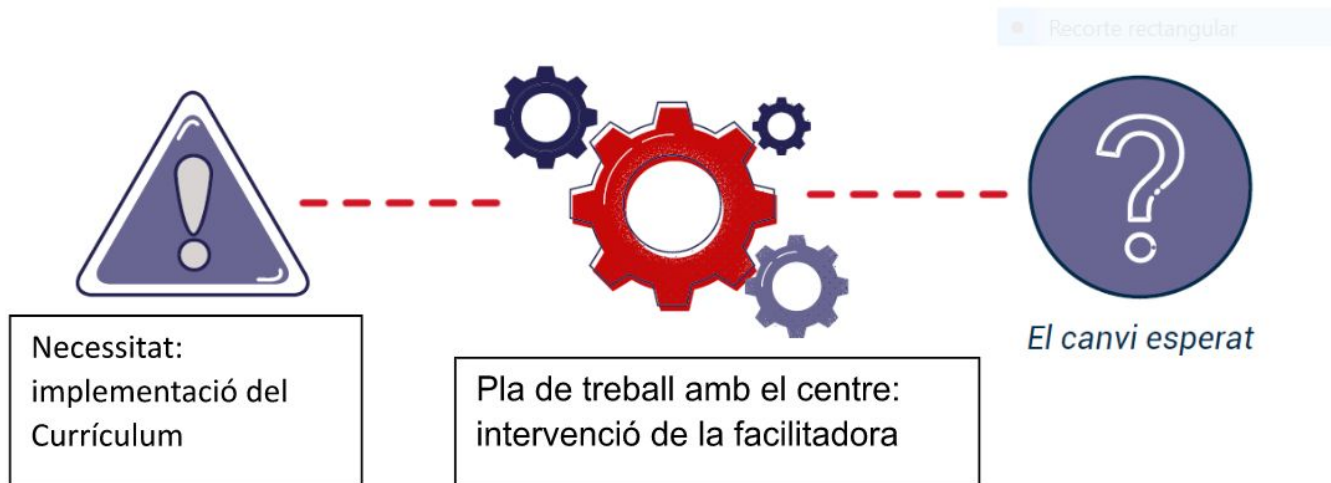 Recorte rectangular
Necessitat:
implementació del
Currículum
Pla de treball amb el centre:
intervenció de la facilitadora
El canvi esperat